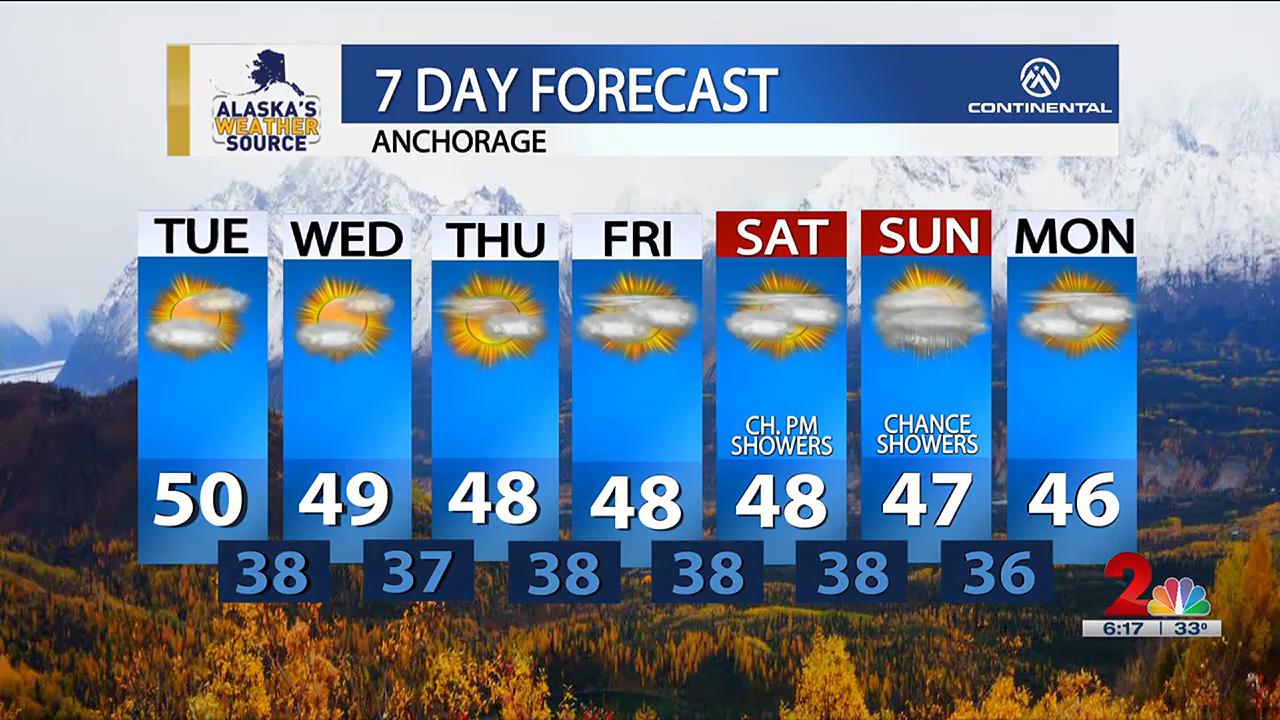 ALASKA'S
WEATHER
SOURCE
7 DAY FORECAST
CONTINENTAL
ANCHORAGE
TUE WED THU FRI SAT SUN MON
CH. PM
SHOWERS
CHANCE
SHOWERS
50 49 48 48 48 47 46
38 37 38 38 38 36
2
6:17 | 33º